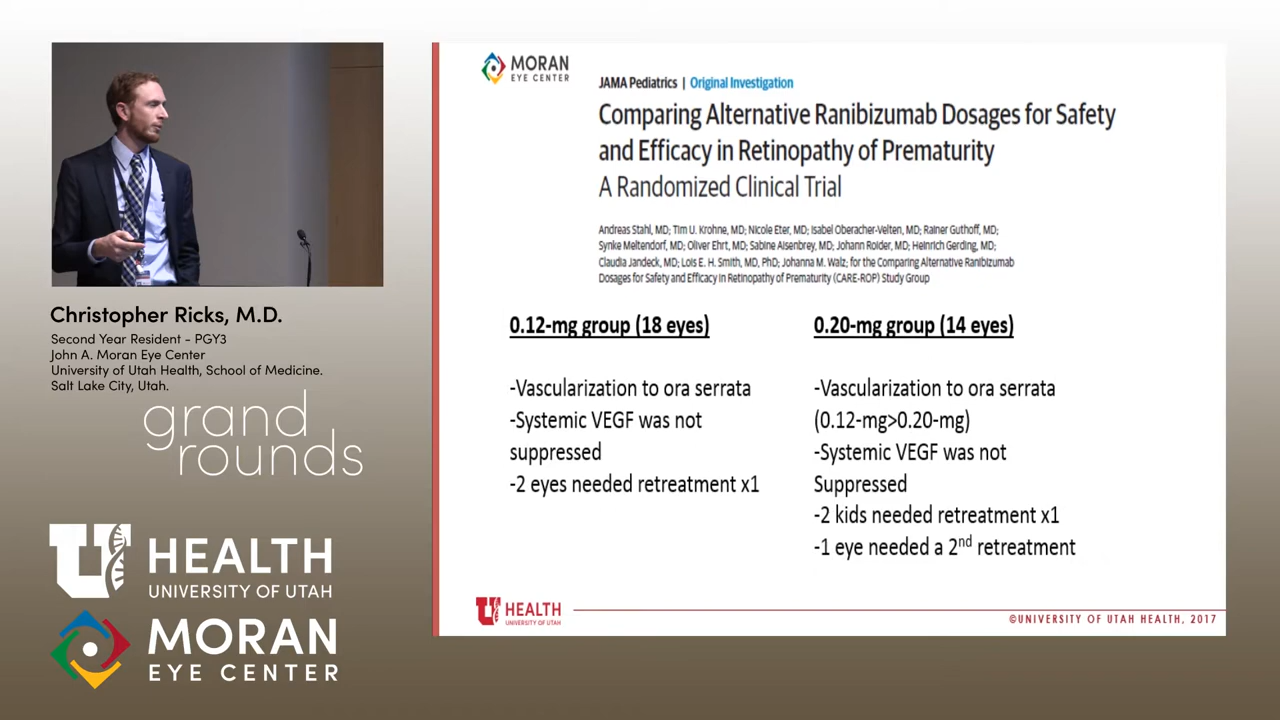 MORAN
EYE CENTER
JAMA Pediatrics | Original Investigation
Comparing Alternative Ranibizumab Dosages for Safety
and Efficacy in Retinopathy of Prematurity
A Randomized Clinical Trial
Andreas Stahl, MD; Tim U. Krohne, MD; Nicole Eter, MD; Isabel Oberacher-Velten, MD; Rainer Guthoff, MD;
Synke Meltendorf, MD; Oliver Ehrt, MD; Sabine Aisenbrey, MD; Johann Roider, MD; Heinrich Gerding, MD;
Claudia Jandeck, MD; Lois E. H. Smith, MD, PhD; Johanna M. Walz; for the Comparing Alternative Ranibizumab
Dosages for Safety and Efficacy in Retinopathy of Prematurity (CARE-ROP) Study Group
0.12-mg group (18 eyes)
-Vascularization to ora serrata
-Systemic VEGF was not
suppressed
-2 eyes needed retreatment x1
0.20-mg group (14 eyes)
-Vascularization to ora serrata
(0.12-mg>0.20-mg)
-Systemic VEGF was not
Suppressed
-2 kids needed retreatment x1
-1 eye needed a 2nd retreatment
U HEALTH
UNIVERSITY OF UTAH
©UNIVERSITY OF UTAH HEALTH, 2017
Christopher Ricks, M.D.
Second Year Resident - PGY3
John A. Moran Eye Center
University of Utah Health, School of Medicine.
Salt Lake City, Utah.
grand
rounds
U HEALTH
UNIVERSITY OF UTAH
MORAN
EYE CENTER